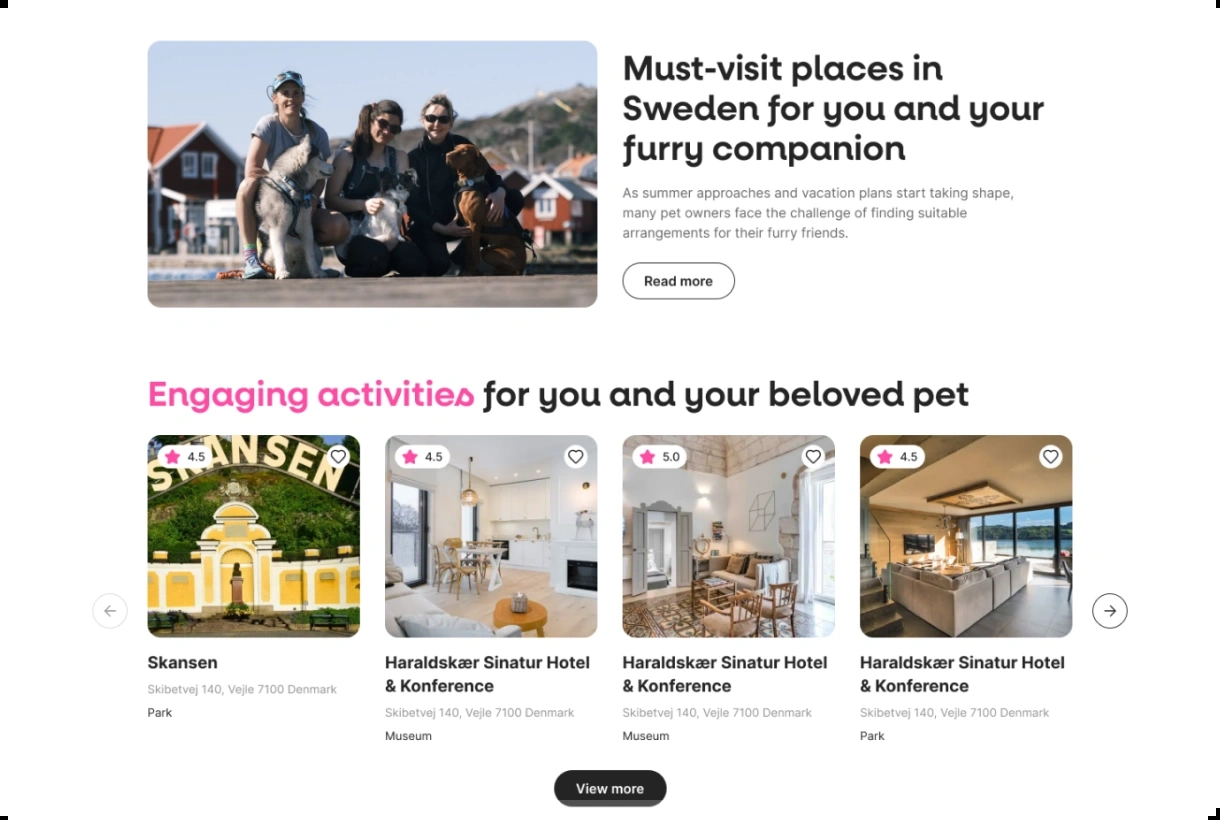 Must-visit places in
Sweden for you and your
furry companion
As summer approaches and vacation plans start taking shape,
many pet owners face the challenge of finding suitable
arrangements for their furry friends.
Read more
Engaging activities for you and your beloved pet
SKANSEN
4.5
4.5
5.0
4.5
Skansen
Skibetvej 140, Vejle 7100 Denmark
Park
Haraldskær Sinatur Hotel
& Konference
Skibetvej 140, Vejle 7100 Denmark
Museum
Haraldskær Sinatur Hotel
& Konference
Skibetvej 140, Vejle 7100 Denmark
Museum
Haraldskær Sinatur Hotel
& Konference
Skibetvej 140, Vejle 7100 Denmark
Park
View more